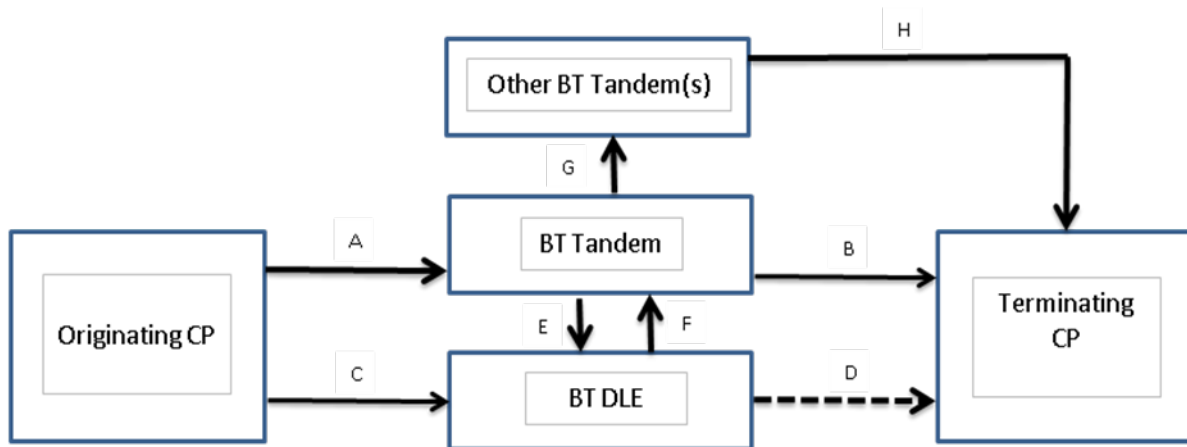 H
Other BT Tandem(s)
G
A
BT Tandem
B
Originating CP
E
F
Terminating
CP
C
BT DLE
D